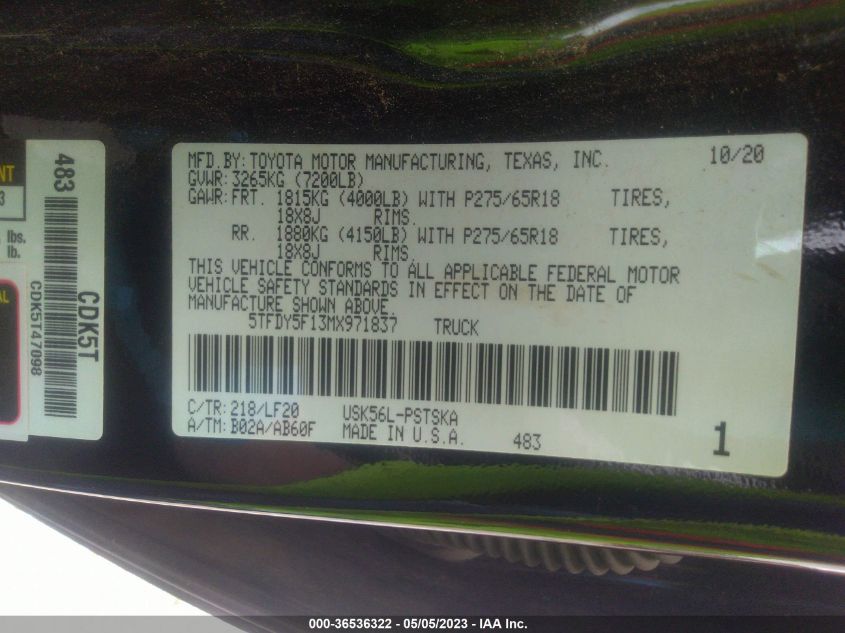 NT
3
lbs.
lb.
AL
483
CDK5T
CDK5T47098
MFD.BY: TOYOTA MOTOR MANUFACTURING, TEXAS, INC. 10/20
GVWR: 3265KG (7200LB)
GAWR: FRT. 1815KG (4000LB) WITH P275/65R18 TIRES,
18X8J RIMS.
RR. 1880KG (4150LB) WITH P275/65R18 TIRES,
18X8J RIMS.
THIS VEHICLE CONFORMS TO ALL APPLICABLE FEDERAL MOTOR
VEHICLE SAFETY STANDARDS IN EFFECT ON THE DATE OF
MANUFACTURE SHOWN ABOVE.
5TFDY5F13MX971837 TRUCK
C/TR: 218/LF20 USK56L-PSTSKA
A/TM: B02A/AB60F MADE IN U.S.A. 483 1
000-36536322 - 05/05/2023 - IAA Inc.